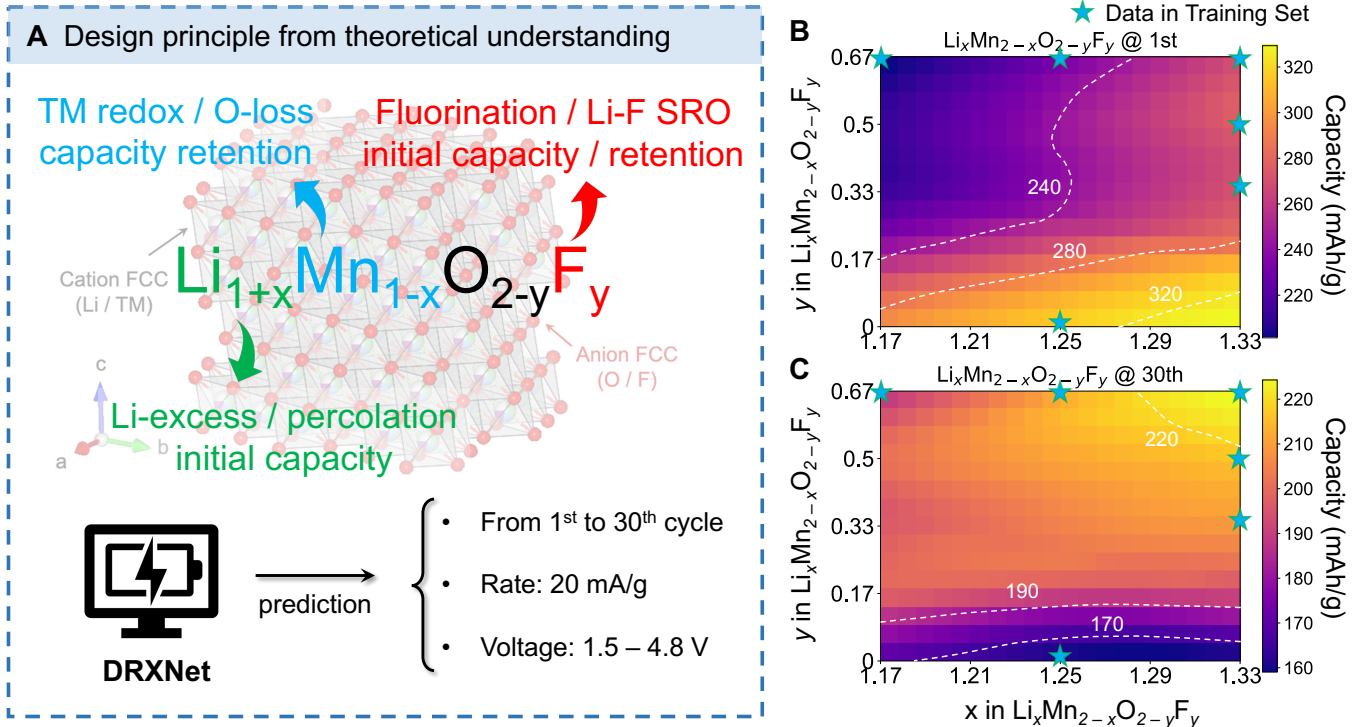 A Design principle from theoretical understanding
TM redox / O-loss
capacity retention
Fluorination / Li-F SRO
initial capacity / retention
Li₁₊ₓMn₁₋ₓO₂₋ᵧFᵧ
Cation FCC
(Li / TM)
Anion FCC
(O / F)
c
a
b
Li-excess / percolation
initial capacity
DRXNet
prediction
• From 1ˢᵗ to 30ᵗʰ cycle
• Rate: 20 mA/g
• Voltage: 1.5 – 4.8 V
Data in Training Set
B
LiₓMn₂₋ₓO₂₋ᵧFᵧ @ 1st
y in LiₓMn₂₋ₓO₂₋ᵧFᵧ
0.67
0.5
0.33
0.17
0
1.17
1.21
1.25
1.29
1.33
240
280
320
320
300
280
260
240
220
Capacity (mAh/g)
C
LiₓMn₂₋ₓO₂₋ᵧFᵧ @ 30th
y in LiₓMn₂₋ₓO₂₋ᵧFᵧ
0.67
0.5
0.33
0.17
0
1.17
1.21
1.25
1.29
1.33
220
190
170
220
210
200
190
180
170
160
Capacity (mAh/g)
x in LiₓMn₂₋ₓO₂₋ᵧFᵧ